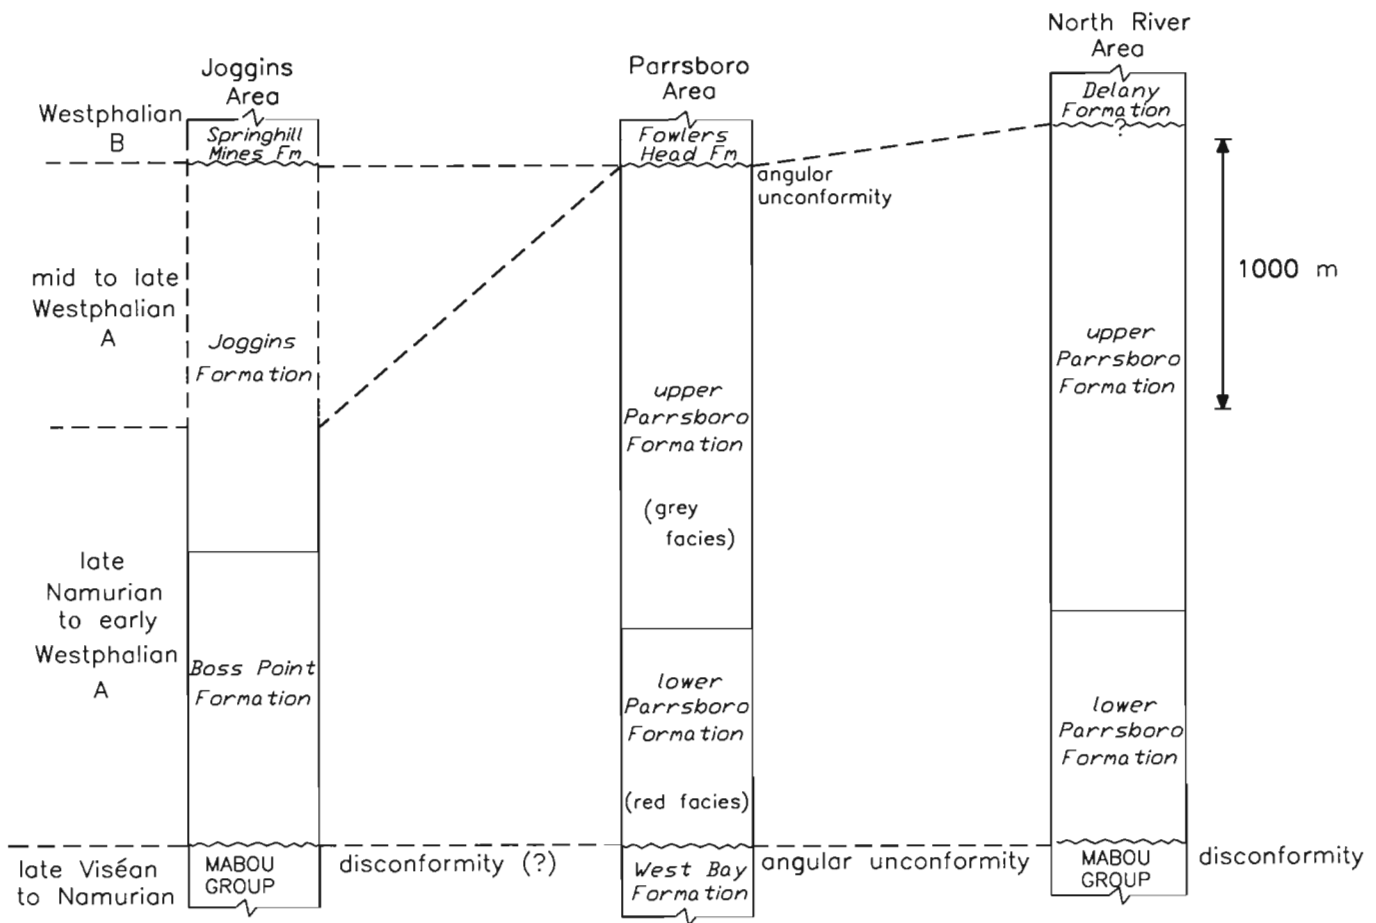 Joggins
Area
Parrsboro
Area
North River
Area
Westphalian
B
mid to late
Westphalian
A
late
Namurian
to early
Westphalian
A
late Viséan
to Namurian
Springhill
Mines Fm
Joggins
Formation
Boss Point
Formation
MABOU
GROUP
disconformity (?)
Fowlers
Head Fm
angular
unconformity
upper
Parrsboro
Formation
(grey
facies)
lower
Parrsboro
Formation
(red facies)
West Bay
Formation
angular unconformity
Delany
Formation
?
upper
Parrsboro
Formation
lower
Parrsboro
Formation
MABOU
GROUP
disconformity
1000 m